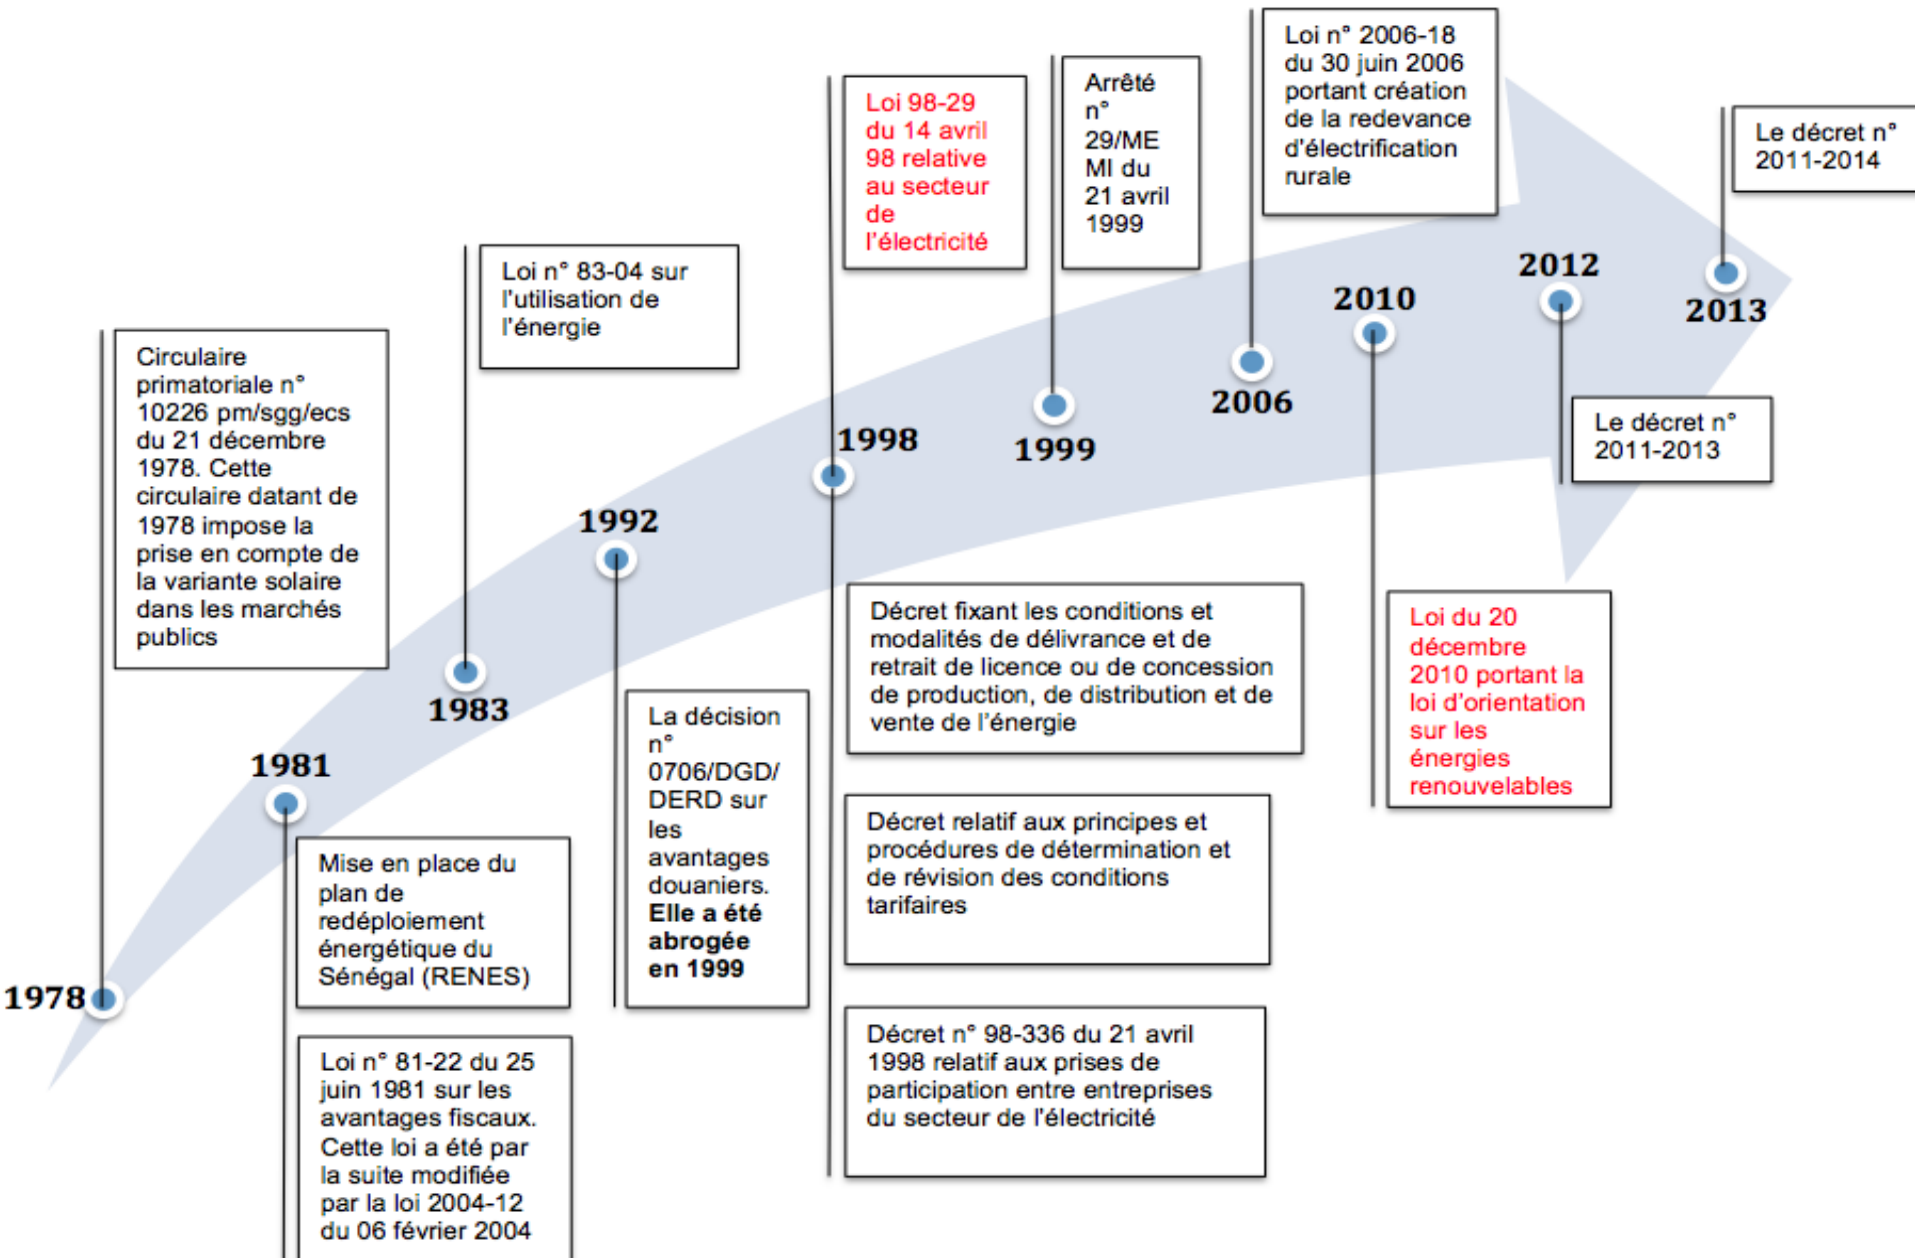 1978
Circulaire
primatoriale n°
10226 pm/sgg/ecs
du 21 décembre
1978. Cette
circulaire datant de
1978 impose la
prise en compte de
la variante solaire
dans les marchés
publics
1981
Mise en place du
plan de
redéploiement
énergétique du
Sénégal (RENES)
Loi n° 81-22 du 25
juin 1981 sur les
avantages fiscaux.
Cette loi a été par
la suite modifiée
par la loi 2004-12
du 06 février 2004
1983
Loi n° 83-04 sur
l'utilisation de
l'énergie
1992
La décision
n°
0706/DGD/
DERD sur
les
avantages
douaniers.
Elle a été
abrogée
en 1999
1998
Loi 98-29
du 14 avril
98 relative
au secteur
de
l'électricité
Décret fixant les conditions et
modalités de délivrance et de
retrait de licence ou de concession
de production, de distribution et de
vente de l'énergie
Décret relatif aux principes et
procédures de détermination et
de révision des conditions
tarifaires
Décret n° 98-336 du 21 avril
1998 relatif aux prises de
participation entre entreprises
du secteur de l'électricité
1999
Arrêté
n°
29/ME
MI du
21 avril
1999
2006
Loi n° 2006-18
du 30 juin 2006
portant création
de la redevance
d'électrification
rurale
2010
Loi du 20
décembre
2010 portant la
loi d'orientation
sur les
énergies
renouvelables
2012
Le décret n°
2011-2013
2013
Le décret n°
2011-2014